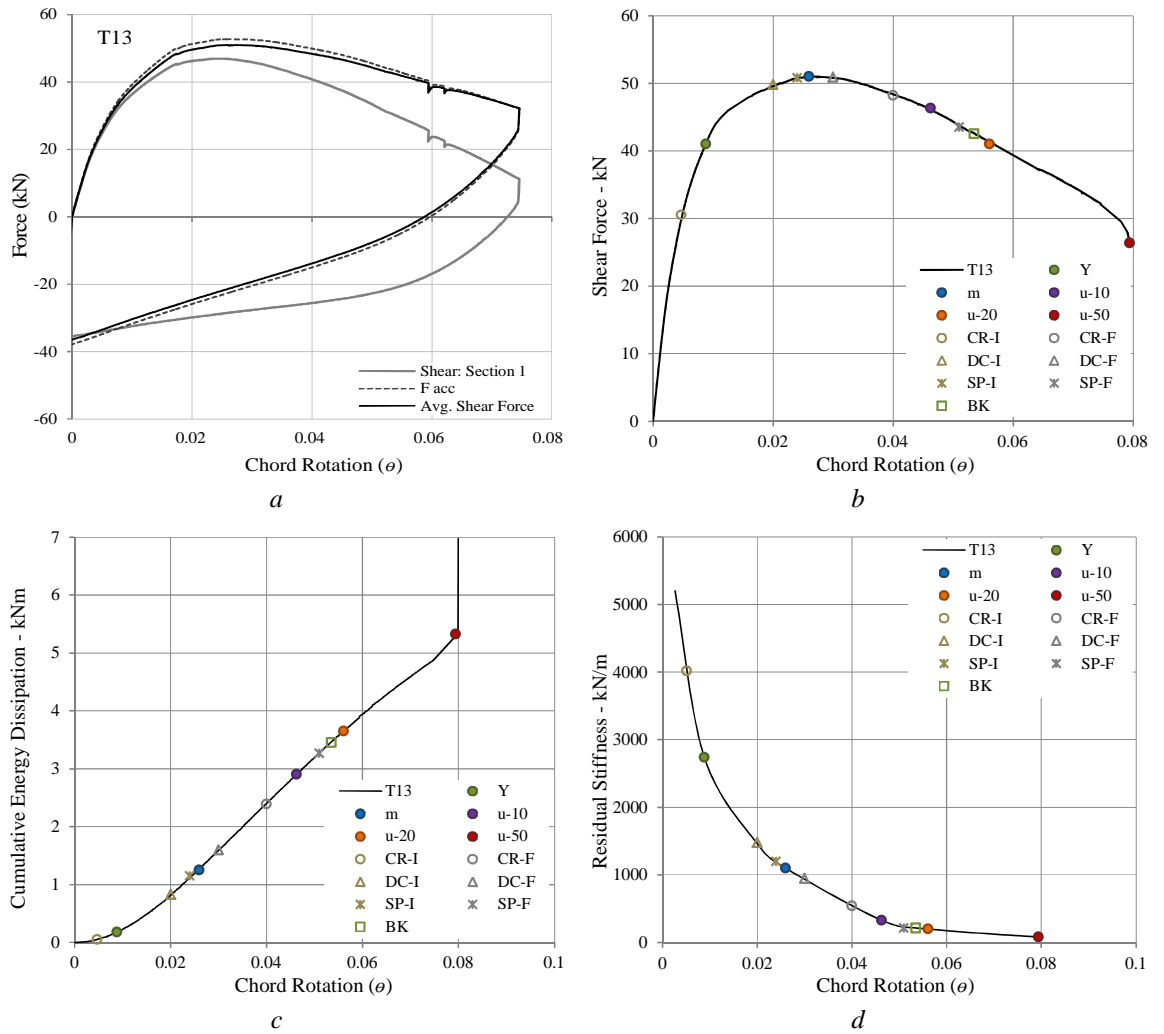 60
40
20
0
-20
-40
-60
Force (kN)
T13
0 0.02 0.04 0.06 0.08
Chord Rotation (ɵ)
Shear: Section 1
F acc
Avg. Shear Force
a
60
50
40
30
20
10
0
Shear Force - kN
0 0.02 0.04 0.06 0.08
Chord Rotation (ɵ)
T13 Y
m u-10
u-20 u-50
CR-I CR-F
DC-I DC-F
SP-I SP-F
BK
b
7
6
5
4
3
2
1
0
Cumulative Energy Dissipation - kNm
0 0.02 0.04 0.06 0.08 0.1
Chord Rotation (ɵ)
T13 Y
m u-10
u-20 u-50
CR-I CR-F
DC-I DC-F
SP-I SP-F
BK
c
6000
5000
4000
3000
2000
1000
0
Residual Stiffness - kN/m
0 0.02 0.04 0.06 0.08 0.1
Chord Rotation (ɵ)
T13 Y
m u-10
u-20 u-50
CR-I CR-F
DC-I DC-F
SP-I SP-F
BK
d